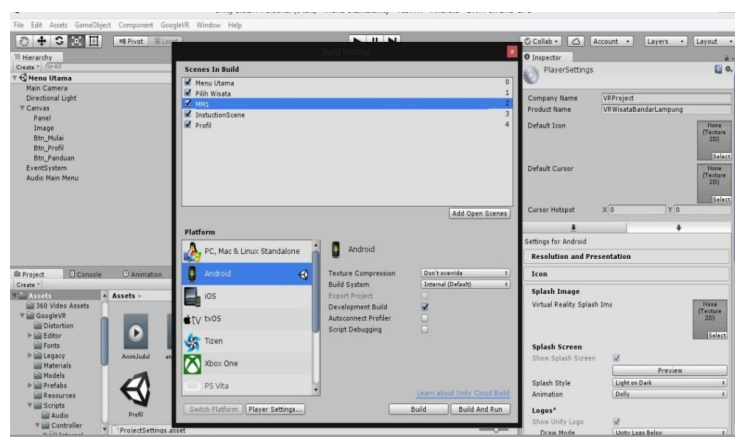 File Edit Assets GameObject Component GoogleVR Window Help
Pivot
Collab
Account
Layers
Layout
Hierarchy
Create
Menu Utama
Main Camera
Directional Light
Canvas
Panel
Image
Btn_Mulai
Btn_Profil
Btn_Panduan
EventSystem
Audio Main Menu
Build Settings
Scenes In Build
Menu Utama 0
Pilih Wisata 1
MM1 2
InstuctionScene 3
Profil 4
Add Open Scenes
Platform
PC, Mac & Linux Standalone
Android
iOS
tv tvOS
Tizen
Xbox One
PS Vita
Android
Texture Compression Don't override
Build System Internal (Default)
Export Project
Development Build
Autoconnect Profiler
Script Debugging
Learn about Unity Cloud Build
Switch Platform Player Settings... Build Build And Run
Project Console Animation
Create
Assets
360 Video Assets
GoogleVR
Distortion
Editor
Fonts
Legacy
Materials
Models
Prefabs
Resources
Scripts
Audio
Controller
Assets
AnimJudul
Profil
ProjectSettings.asset
Inspector
PlayerSettings
Company Name VRProject
Product Name VRWisataBandarLampung
Default Icon None
(Texture
2D)
Select
Default Cursor None
(Texture
2D)
Select
Cursor Hotspot X 0 Y 0
Settings for Android
Resolution and Presentation
Icon
Splash Image
Virtual Reality Splash Ima None
(Texture
2D)
Select
Splash Screen
Show Splash Screen
Preview
Splash Style Light on Dark
Animation Dolly
Logos*
Show Unity Logo
Draw Mode Unity Logo Below